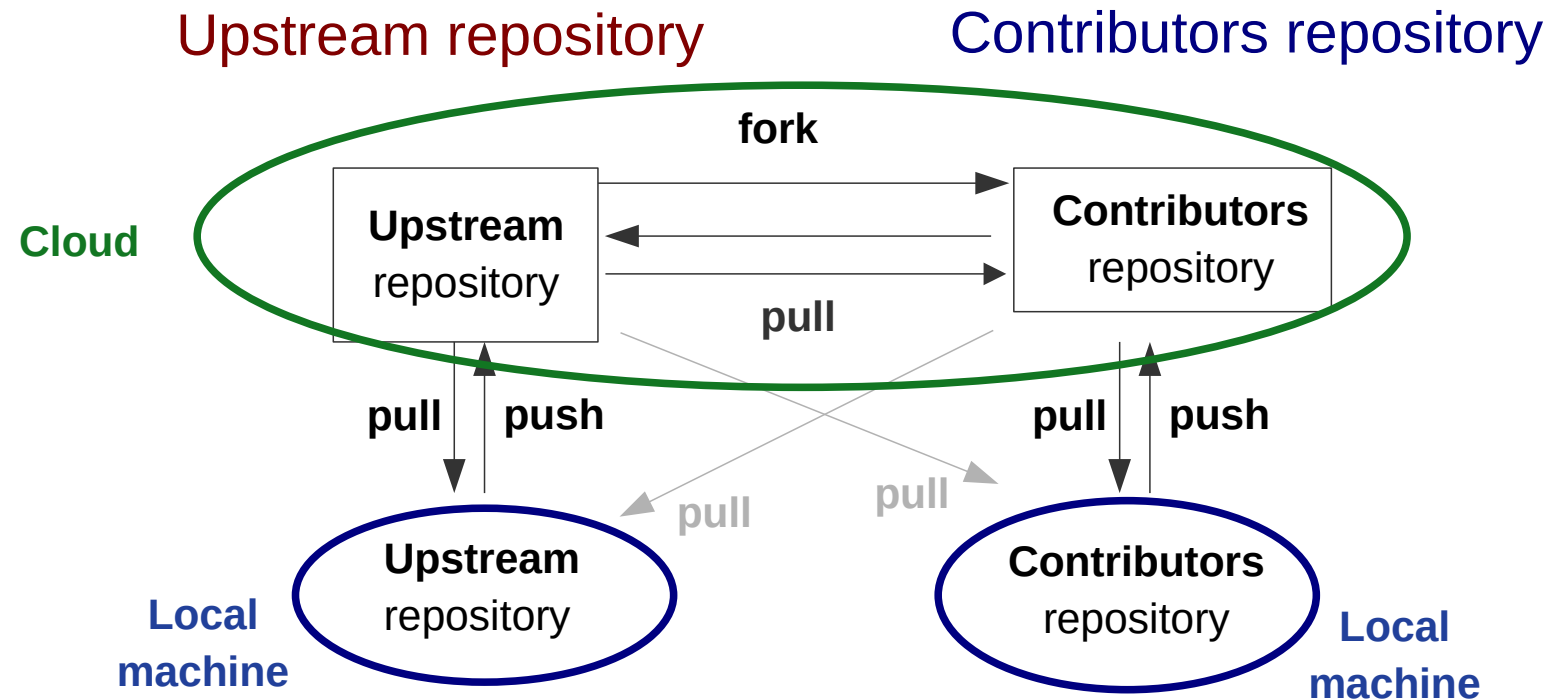 Upstream repository
Contributors repository
fork
Cloud
Upstream
repository
Contributors
repository
pull
pull
push
pull
push
pull
pull
Upstream
repository
Contributors
repository
Local
machine
Local
machine